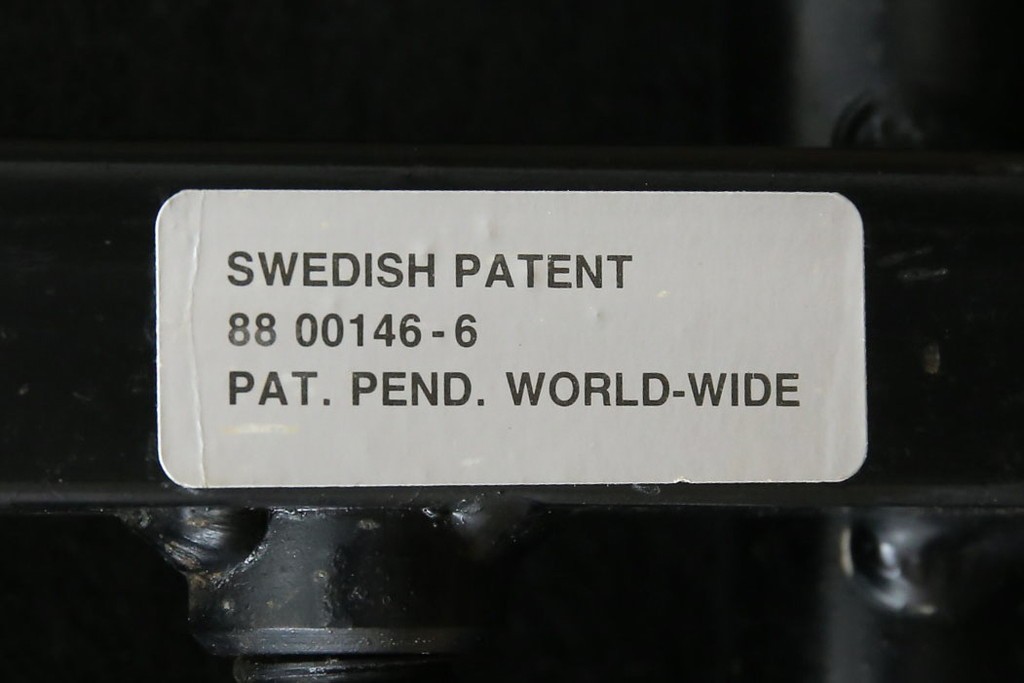 SWEDISH PATENT
88 00146-6
PAT. PEND. WORLD-WIDE